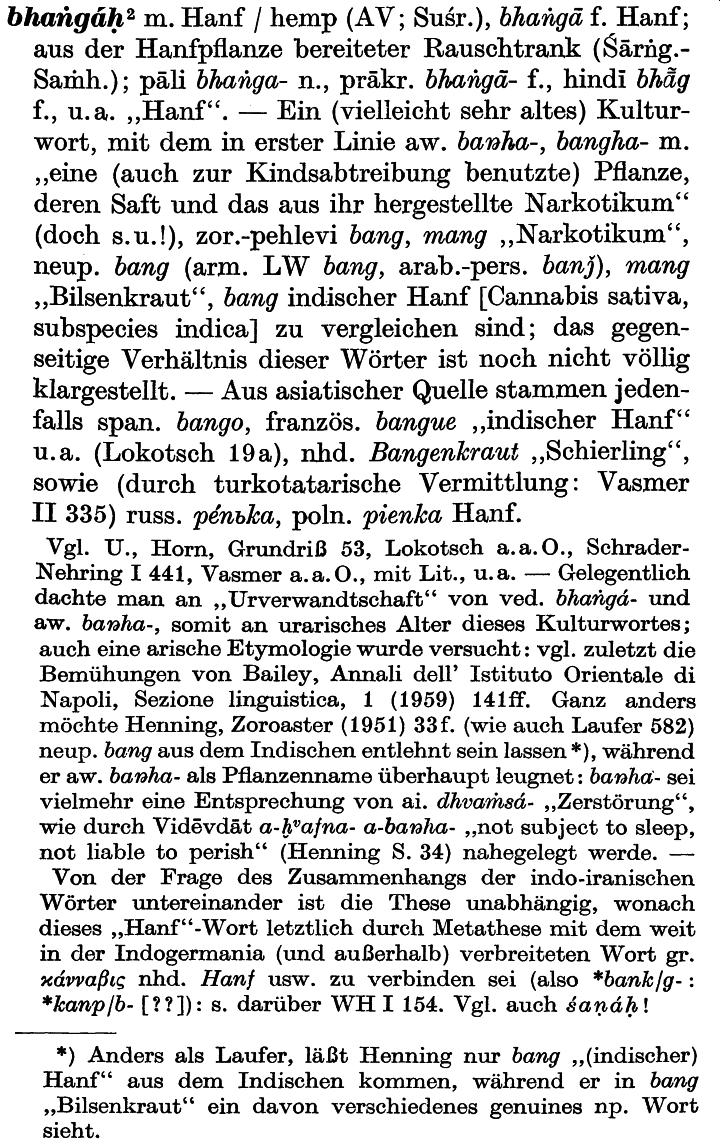 bhaṅgáḥ² m. Hanf / hemp (AV; Suśr.), bhaṅgā f. Hanf;
aus der Hanfpflanze bereiteter Rauschtrank (Śārṅg.-
Saṁh.); pāli bhaṅga- n., prākr. bhaṅgā- f., hindī bhā̃g
f., u. a. „Hanf“. — Ein (vielleicht sehr altes) Kultur-
wort, mit dem in erster Linie aw. baŋha-, bangha- m.
„eine (auch zur Kindsabtreibung benutzte) Pflanze,
deren Saft und das aus ihr hergestellte Narkotikum“
(doch s. u.!), zor.-pehlevi bang, mang „Narkotikum“,
neup. bang (arm. LW bang, arab.-pers. banǰ), mang
„Bilsenkraut“, bang indischer Hanf [Cannabis sativa,
subspecies indica] zu vergleichen sind; das gegen-
seitige Verhältnis dieser Wörter ist noch nicht völlig
klargestellt. — Aus asiatischer Quelle stammen jeden-
falls span. bango, französ. bangue „indischer Hanf“
u. a. (Lokotsch 19 a), nhd. Bangenkraut „Schierling“,
sowie (durch turkotatarische Vermittlung: Vasmer
II 335) russ. pénьka, poln. pienka Hanf.
Vgl. U., Horn, Grundriß 53, Lokotsch a. a. O., Schrader-
Nehring I 441, Vasmer a. a. O., mit Lit., u. a. — Gelegentlich
dachte man an „Urverwandtschaft“ von ved. bhaṅgá- und
aw. baŋha-, somit an urarisches Alter dieses Kulturwortes;
auch eine arische Etymologie wurde versucht: vgl. zuletzt die
Bemühungen von Bailey, Annali dell’ Istituto Orientale di
Napoli, Sezione linguistica, 1 (1959) 141ff. Ganz anders
möchte Henning, Zoroaster (1951) 33f. (wie auch Laufer 582)
neup. bang aus dem Indischen entlehnt sein lassen*), während
er aw. baŋha- als Pflanzenname überhaupt leugnet: baŋha- sei
vielmehr eine Entsprechung von ai. dhvaṁsá- „Zerstörung“,
wie durch Vidēvdāt a-ḫᵛafna- a-baŋha- „not subject to sleep,
not liable to perish“ (Henning S. 34) nahegelegt werde. —
Von der Frage des Zusammenhangs der indo-iranischen
Wörter untereinander ist die These unabhängig, wonach
dieses „Hanf“-Wort letztlich durch Metathese mit dem weit
in der Indogermania (und außerhalb) verbreiteten Wort gr.
κάνναβις nhd. Hanf usw. zu verbinden sei (also *bank/g- :
*kanp/b- [??]): s. darüber WH I 154. Vgl. auch śaṇáḥ!
*) Anders als Laufer, läßt Henning nur bang „(indischer)
Hanf“ aus dem Indischen kommen, während er in bang
„Bilsenkraut“ ein davon verschiedenes genuines np. Wort
sieht.